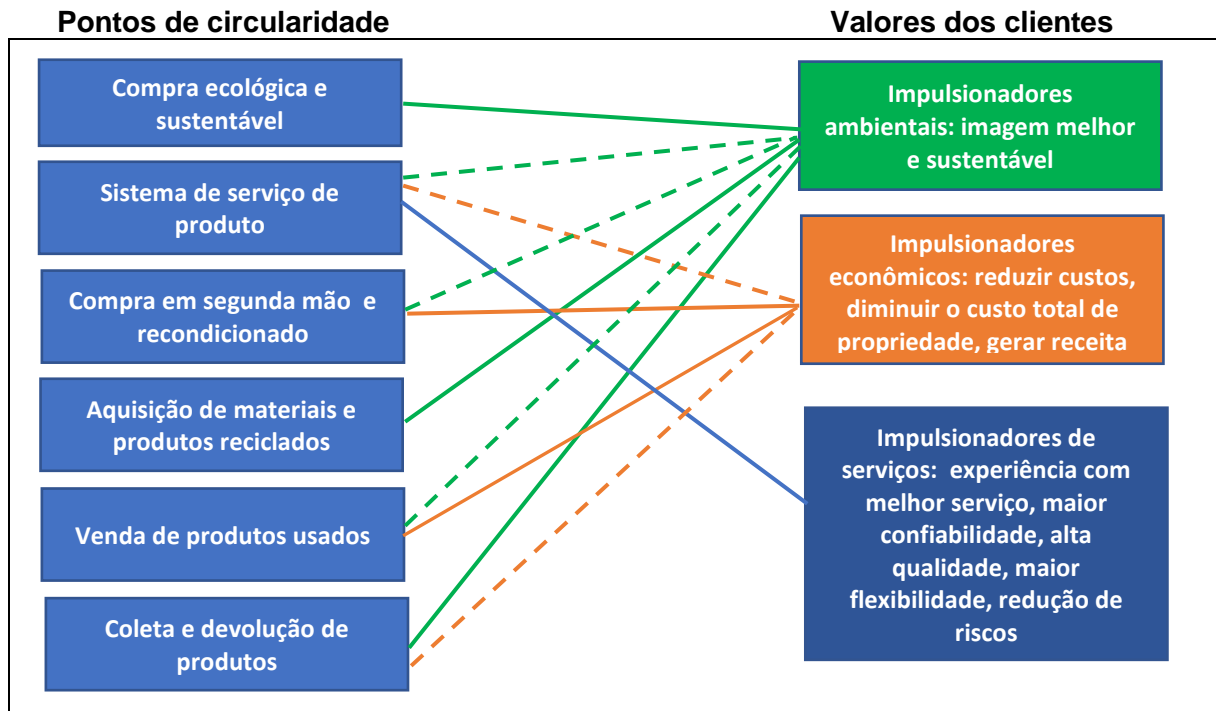 Pontos de circularidade
Valores dos clientes
Compra ecológica e
sustentável
Sistema de serviço de
produto
Compra em segunda mão e
recondicionado
Aquisição de materiais e
produtos reciclados
Venda de produtos usados
Coleta e devolução de
produtos
Impulsionadores
ambientais: imagem melhor
e sustentável
Impulsionadores
econômicos: reduzir custos,
diminuir o custo total de
propriedade, gerar receita
Impulsionadores de
serviços: experiência com
melhor serviço, maior
confiabilidade, alta
qualidade, maior
flexibilidade, redução de
riscos